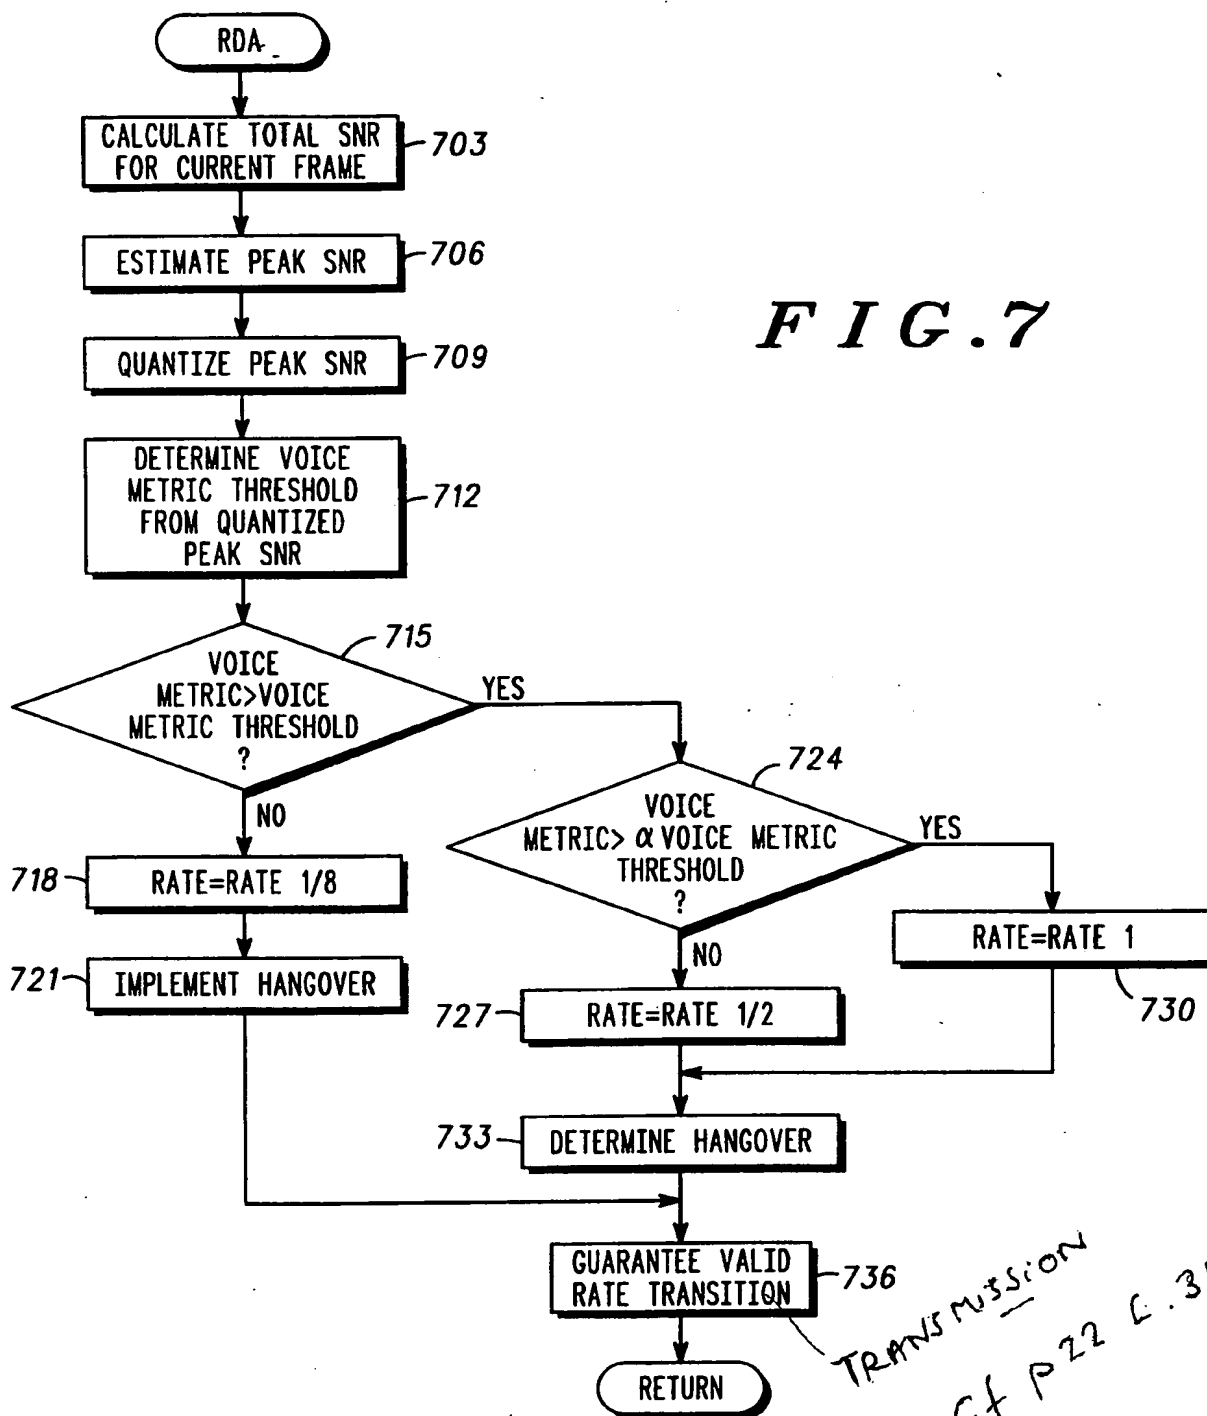 RDA
CALCULATE TOTAL SNR
FOR CURRENT FRAME
703
ESTIMATE PEAK SNR
706
QUANTIZE PEAK SNR
709
FIG.7
DETERMINE VOICE
METRIC THRESHOLD
FROM QUANTIZED
PEAK SNR
712
715
VOICE
METRIC>VOICE
METRIC THRESHOLD
?
YES
NO
724
VOICE
METRIC> α VOICE METRIC
THRESHOLD
?
YES
NO
718
RATE=RATE 1/8
RATE=RATE 1
730
721
IMPLEMENT HANGOVER
727
RATE=RATE 1/2
733
DETERMINE HANGOVER
GUARANTEE VALID
RATE TRANSITION
736
TRANSMISSION
cf p 22 L.
RETURN